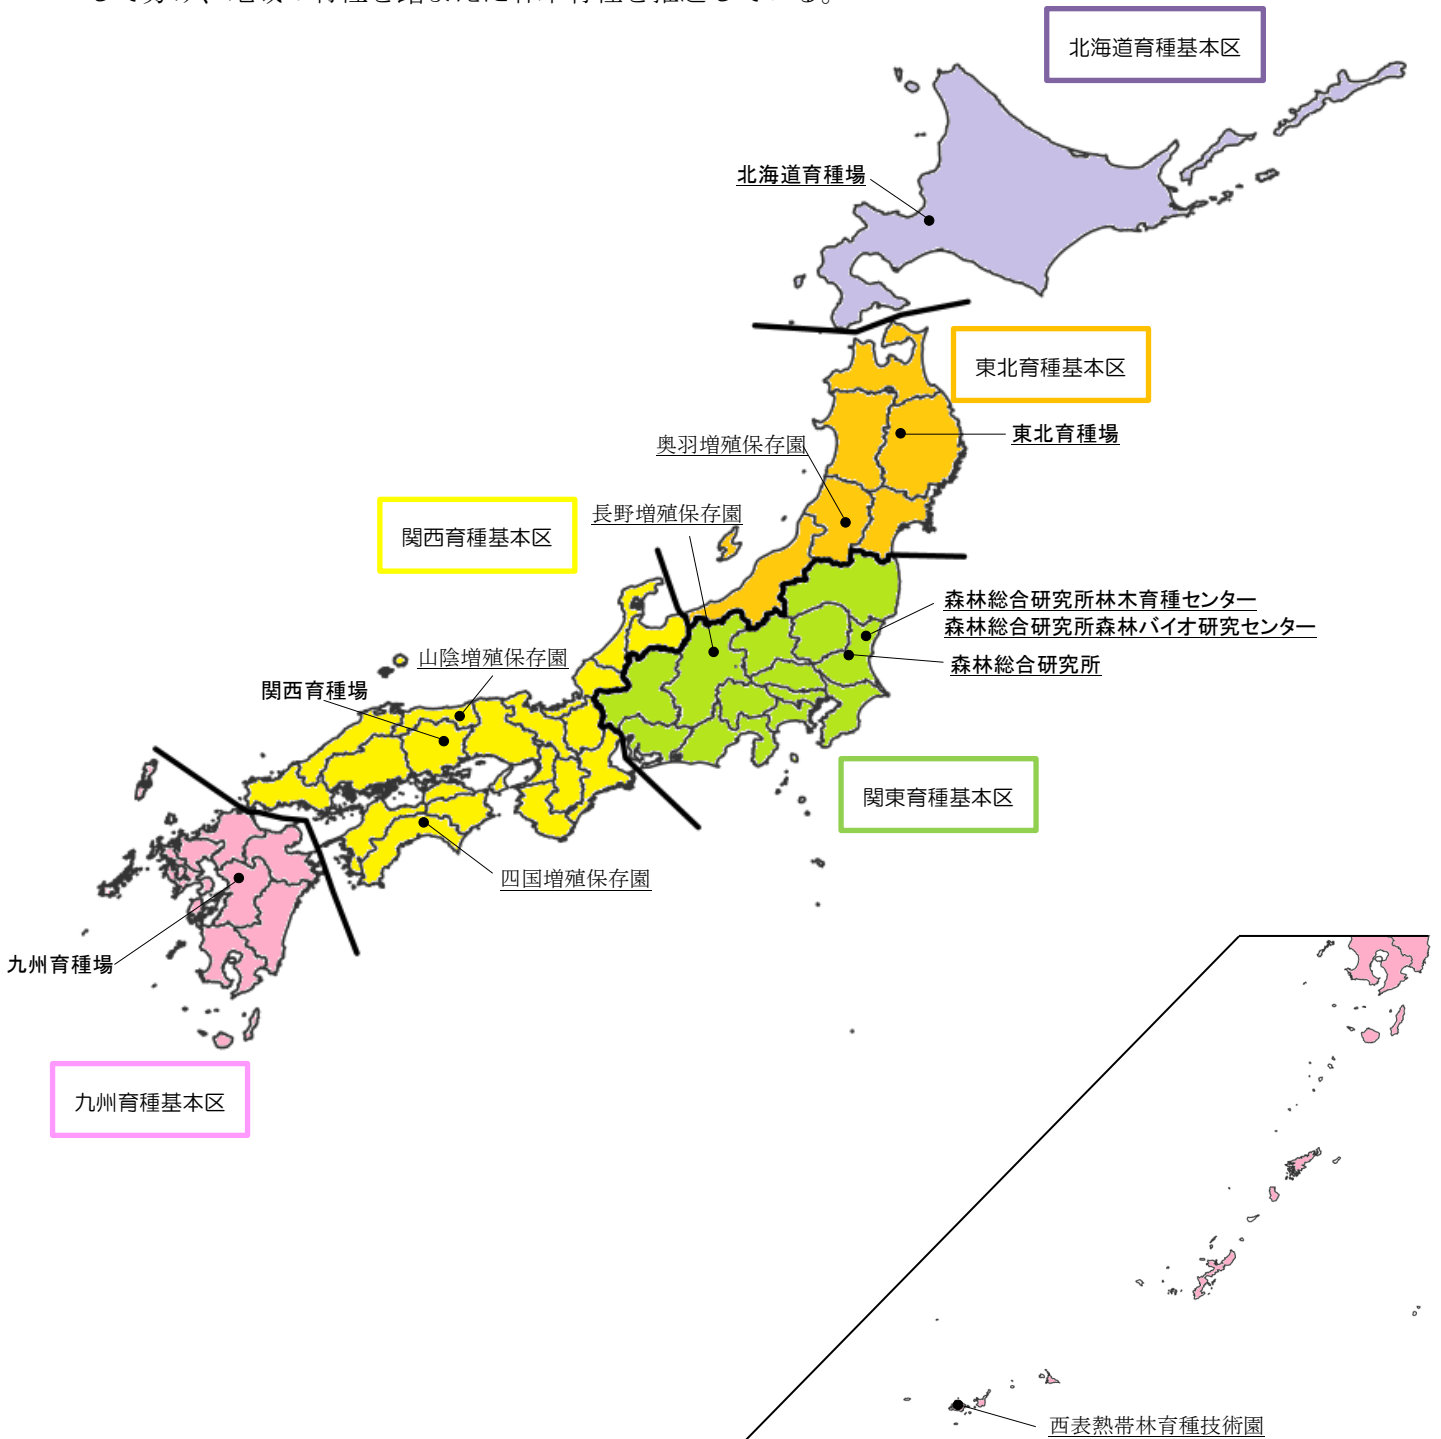 北海道育種基本区
北海道育種場
東北育種基本区
東北育種場
奥羽増殖保存園
長野増殖保存園
関西育種基本区
森林総合研究所林木育種センター
森林総合研究所森林バイオ研究センター
森林総合研究所
山陰増殖保存園
関西育種場
関東育種基本区
四国増殖保存園
九州育種場
九州育種基本区
西表熱帯林育種技術園